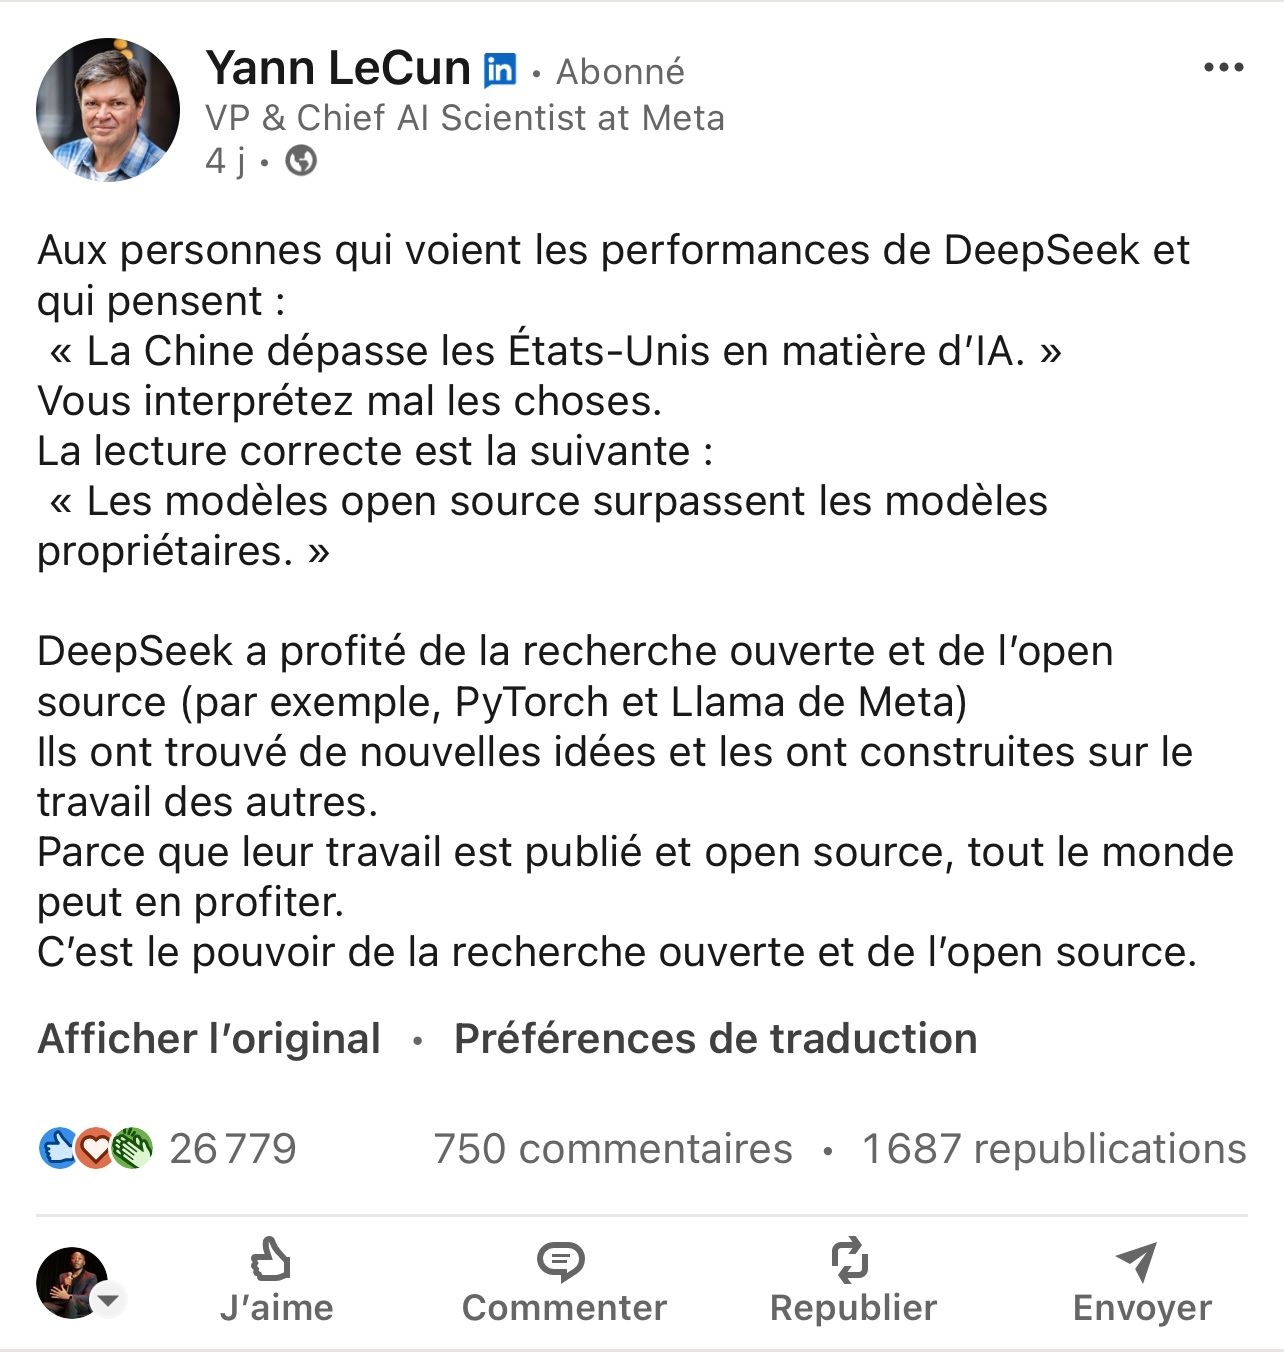 Yann LeCun in • Abonné
VP & Chief AI Scientist at Meta
4 j •
Aux personnes qui voient les performances de DeepSeek et
qui pensent :
« La Chine dépasse les États-Unis en matière d’IA. »
Vous interprétez mal les choses.
La lecture correcte est la suivante :
« Les modèles open source surpassent les modèles
propriétaires. »
DeepSeek a profité de la recherche ouverte et de l’open
source (par exemple, PyTorch et Llama de Meta)
Ils ont trouvé de nouvelles idées et les ont construites sur le
travail des autres.
Parce que leur travail est publié et open source, tout le monde
peut en profiter.
C’est le pouvoir de la recherche ouverte et de l’open source.
Afficher l’original • Préférences de traduction
26 779 750 commentaires • 1 687 republications
J’aime Commenter Republier Envoyer